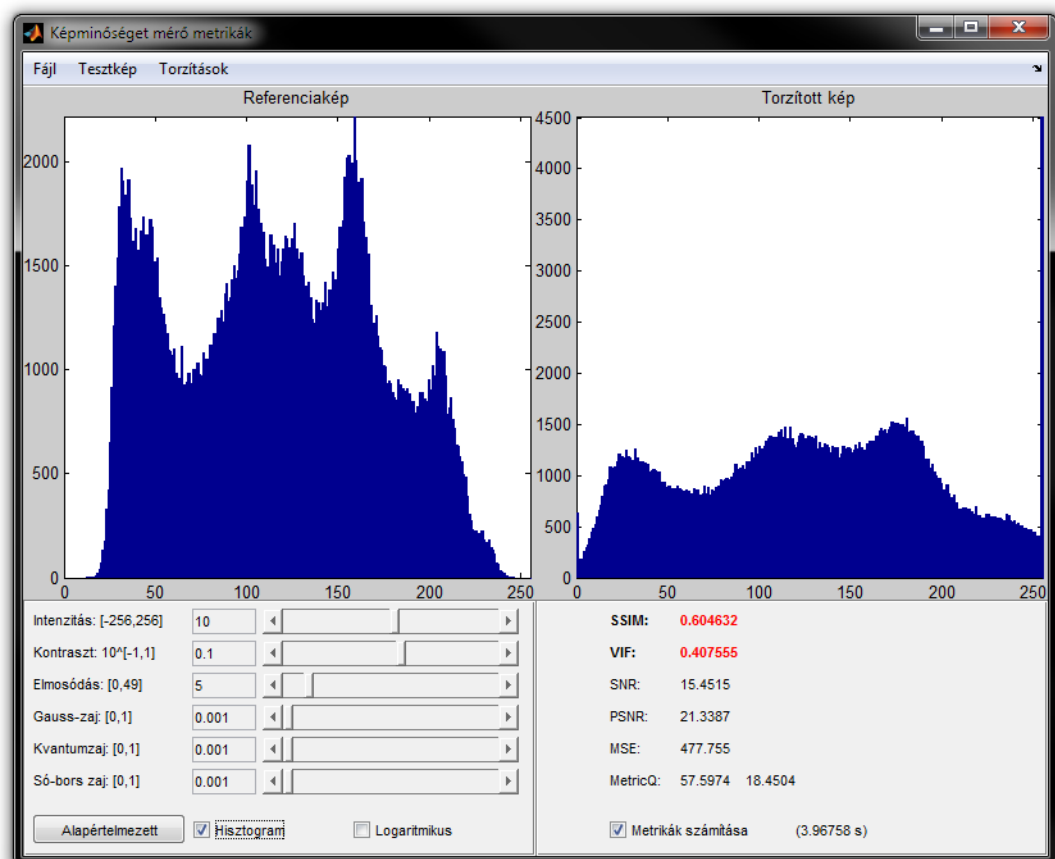 Képminőséget mérő metrikák
Fájl Tesztkép Torzítások
Referenciakép
2000
1500
1000
500
0
0 50 100 150 200 250
Torzított kép
4500
4000
3500
3000
2500
2000
1500
1000
500
0
0 50 100 150 200 250
Intenzitás: [-256,256] 10
Kontraszt: 10^[-1,1] 0.1
Elmosódás: [0,49] 5
Gauss-zaj: [0,1] 0.001
Kvantumzaj: [0,1] 0.001
Só-bors zaj: [0,1] 0.001
Alapértelmezett Hisztogram Logaritmikus
SSIM: 0.604632
VIF: 0.407555
SNR: 15.4515
PSNR: 21.3387
MSE: 477.755
MetricQ: 57.5974 18.4504
Metrikák számítása (3.96758 s)